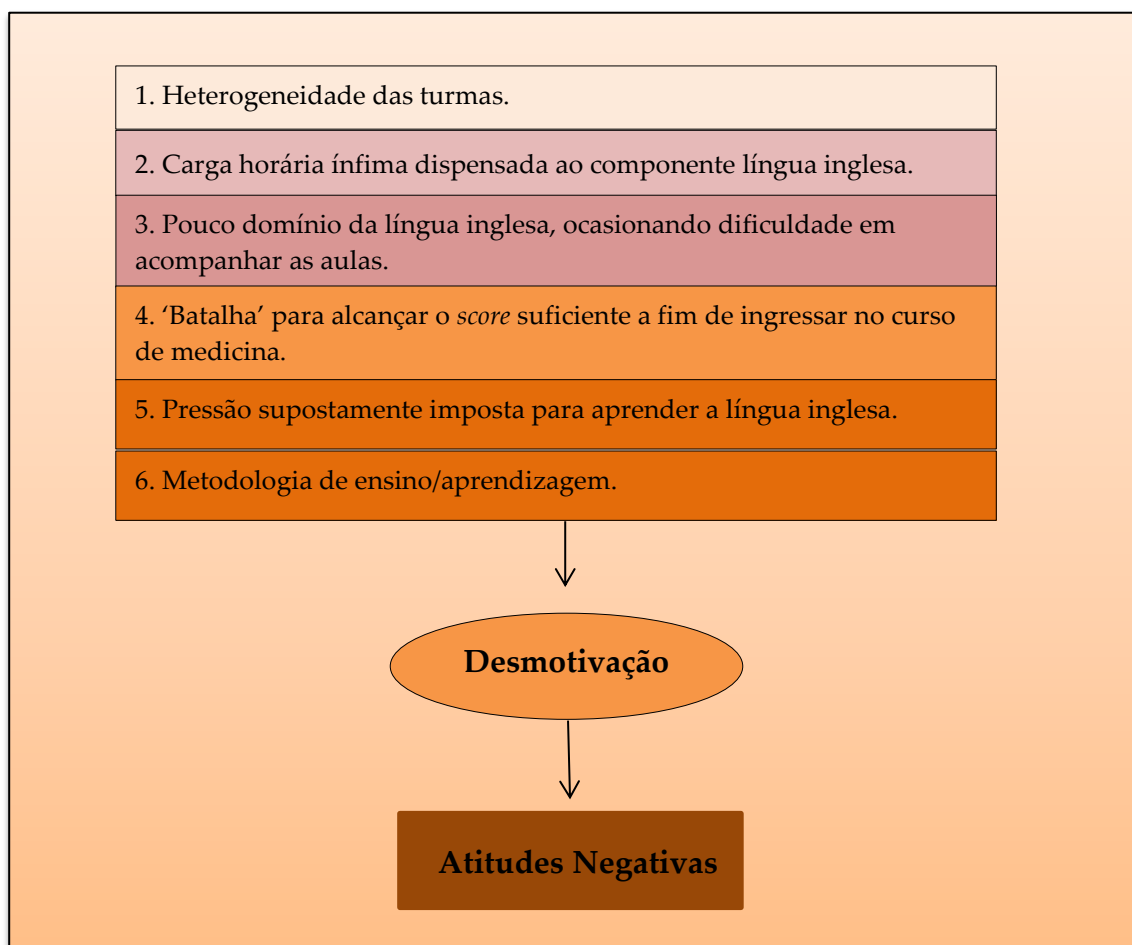 1. Heterogeneidade das turmas.
2. Carga horária ínfima dispensada ao componente língua inglesa.
3. Pouco domínio da língua inglesa, ocasionando dificuldade em
acompanhar as aulas.
4. ‘Batalha’ para alcançar o score suficiente a fim de ingressar no curso
de medicina.
5. Pressão supostamente imposta para aprender a língua inglesa.
6. Metodologia de ensino/aprendizagem.
Desmotivação
Atitudes Negativas